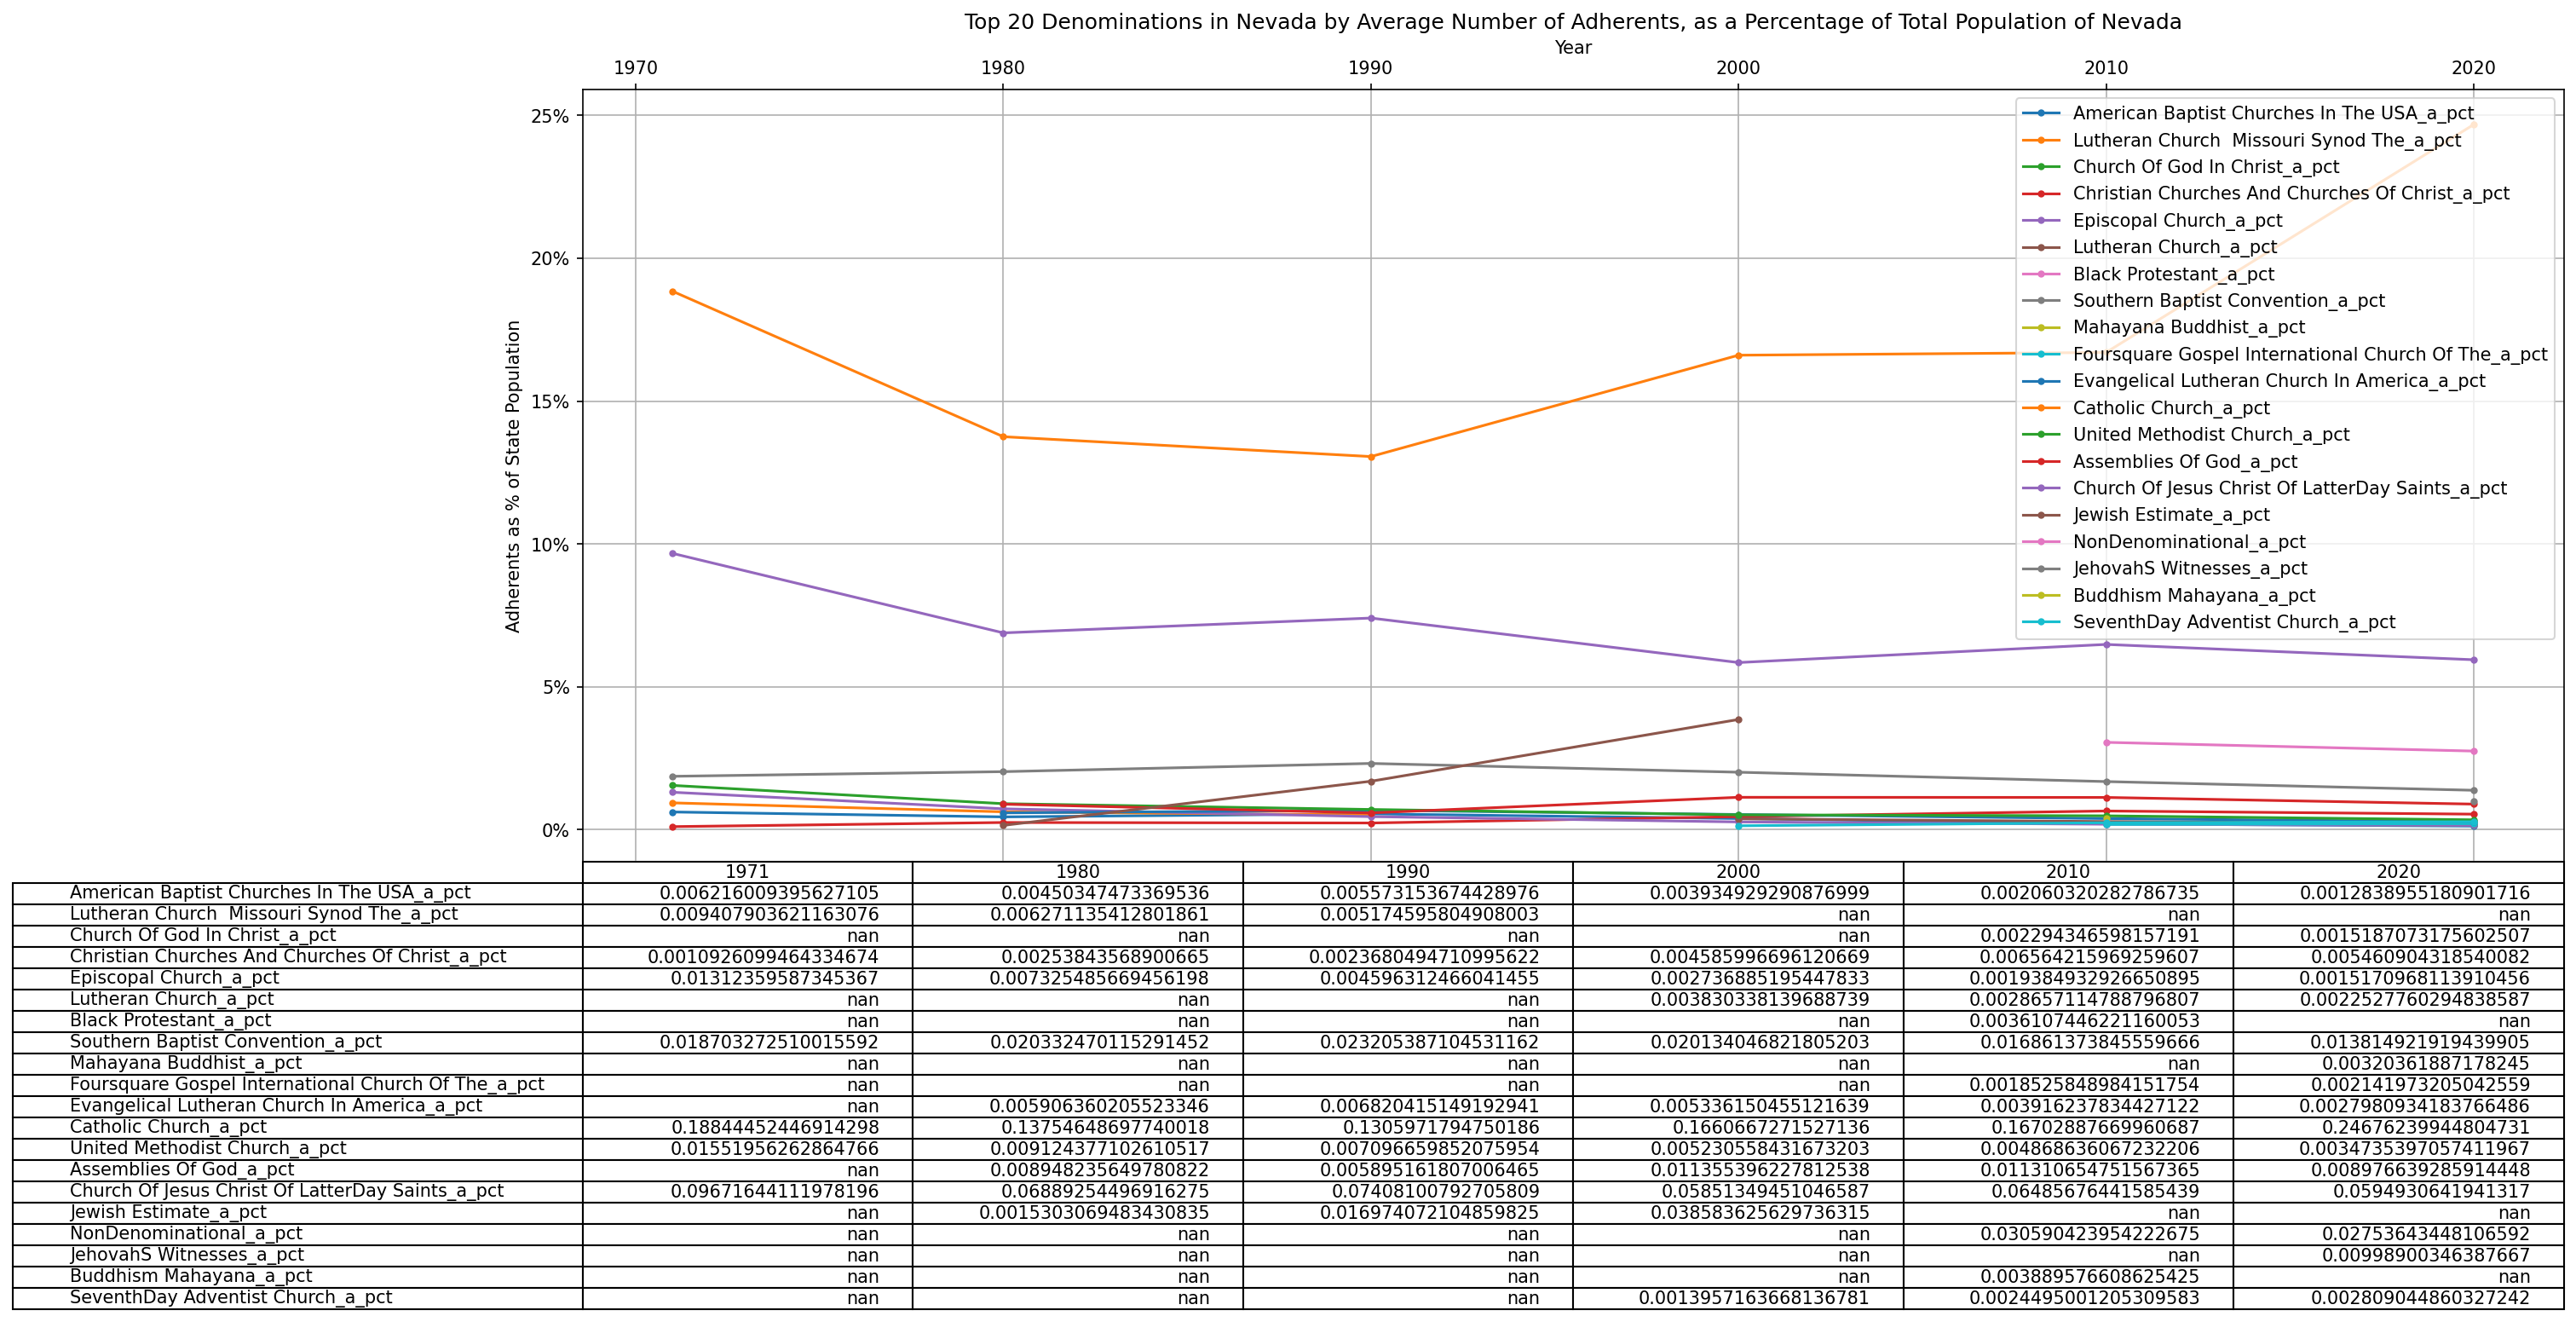 Top 20 Denominations in Nevada by Average Number of Adherents, as a Percentage of Total Population of Nevada
Year
1970 1980 1990 2000 2010 2020
Adherents as % of State Population
25%
20%
15%
10%
5%
0%
American Baptist Churches In The USA_a_pct
Lutheran Church  Missouri Synod The_a_pct
Church Of God In Christ_a_pct
Christian Churches And Churches Of Christ_a_pct
Episcopal Church_a_pct
Lutheran Church_a_pct
Black Protestant_a_pct
Southern Baptist Convention_a_pct
Mahayana Buddhist_a_pct
Foursquare Gospel International Church Of The_a_pct
Evangelical Lutheran Church In America_a_pct
Catholic Church_a_pct
United Methodist Church_a_pct
Assemblies Of God_a_pct
Church Of Jesus Christ Of LatterDay Saints_a_pct
Jewish Estimate_a_pct
NonDenominational_a_pct
JehovahS Witnesses_a_pct
Buddhism Mahayana_a_pct
SeventhDay Adventist Church_a_pct
1971 1980 1990 2000 2010 2020
American Baptist Churches In The USA_a_pct 0.006216009395627105 0.00450347473369536 0.005573153674428976 0.003934929290876999 0.002060320282786735 0.0012838955180901716
Lutheran Church  Missouri Synod The_a_pct 0.009407903621163076 0.006271135412801861 0.005174595804908003 nan nan nan
Church Of God In Christ_a_pct nan nan nan nan 0.002294346598157191 0.0015187073175602507
Christian Churches And Churches Of Christ_a_pct 0.0010926099464334674 0.00253843568900665 0.0023680494710995622 0.004585996696120669 0.006564215969259607 0.005460904318540082
Episcopal Church_a_pct 0.01312359587345367 0.007325485669456198 0.004596312466041455 0.002736885195447833 0.0019384932926650895 0.0015170968113910456
Lutheran Church_a_pct nan nan nan 0.003830338139688739 0.0028657114788796807 0.0022527760294838587
Black Protestant_a_pct nan nan nan nan 0.0036107446221160053 nan
Southern Baptist Convention_a_pct 0.018703272510015592 0.020332470115291452 0.023205387104531162 0.020134046821805203 0.016861373845559666 0.013814921919439905
Mahayana Buddhist_a_pct nan nan nan nan nan 0.003203618871​78245
Foursquare Gospel International Church Of The_a_pct nan nan nan nan 0.0018525848984151754 0.002141973205042559
Evangelical Lutheran Church In America_a_pct nan 0.005906360205523346 0.006820415149192941 0.005336150455121639 0.003916237834427122 0.0027980934183766486
Catholic Church_a_pct 0.18844452446914298 0.13754648697740018 0.1305971794750186 0.1660667271527136 0.16702887669960687 0.24676239944804731
United Methodist Church_a_pct 0.01551956262864766 0.009124377102610517 0.007096659852075954 0.005230558431673203 0.004868636067232206 0.0034735397057411967
Assemblies Of God_a_pct nan 0.008948235649780822 0.005895161807006465 0.011355396227812538 0.011310654751567365 0.008976639285914448
Church Of Jesus Christ Of LatterDay Saints_a_pct 0.09671644111978196 0.06889254496916275 0.07408100792705809 0.05851349451046587 0.06485676441585439 0.0594930641941317
Jewish Estimate_a_pct nan 0.0015303069483430835 0.016974072104859825 0.038583625629736315 nan nan
NonDenominational_a_pct nan nan nan nan 0.030590423954222675 0.02753643448106592
JehovahS Witnesses_a_pct nan nan nan nan nan 0.00998900346387667
Buddhism Mahayana_a_pct nan nan nan nan 0.003889576608625425 nan
SeventhDay Adventist Church_a_pct nan nan nan 0.0013957163668136781 0.0024495001205309583 0.002809044860327242